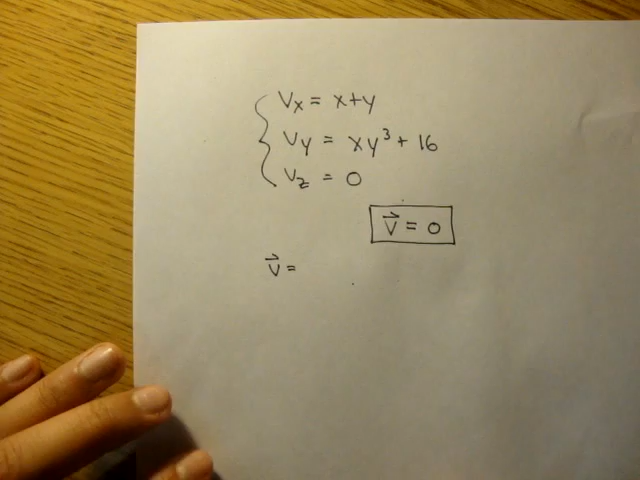 Vx = x+y
Vy = xy³ + 16
Vz = 0
V⃗ = 0
V⃗ =